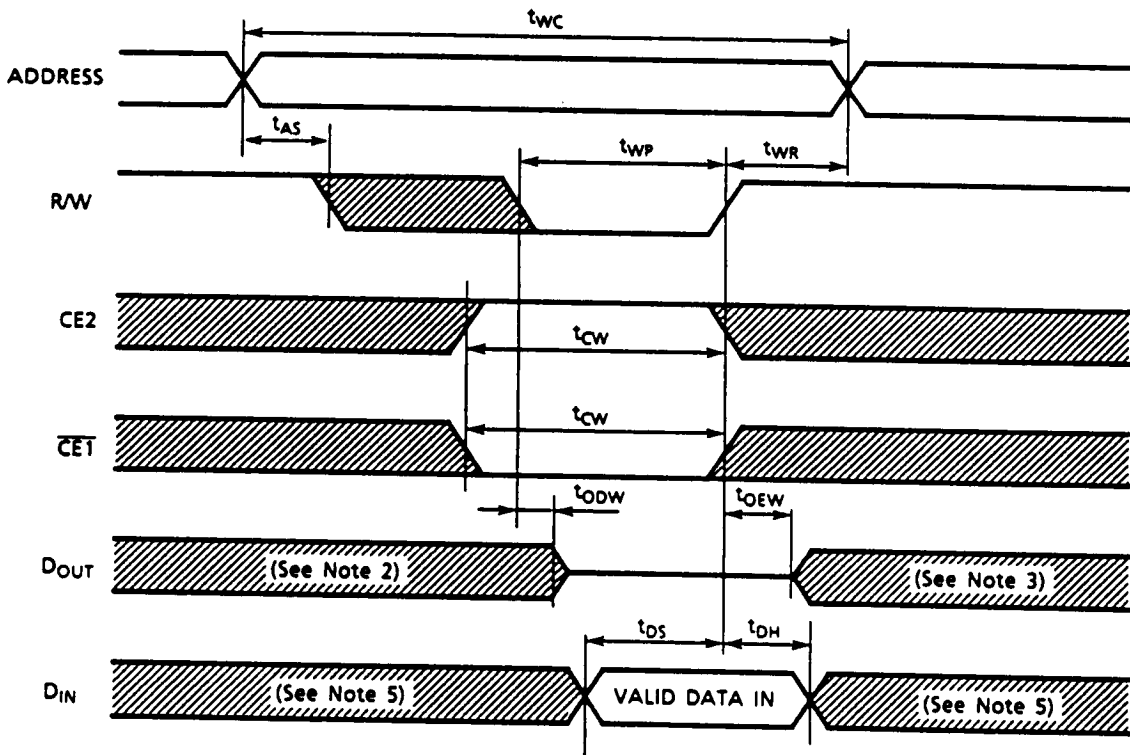 tWC
ADDRESS
tAS
tWP
tWR
R/W
CE2
tCW
CE1
tCW
tODW
tOEW
DOUT
(See Note 2)
(See Note 3)
tDS
tDH
DIN
(See Note 5)
VALID DATA IN
(See Note 5)